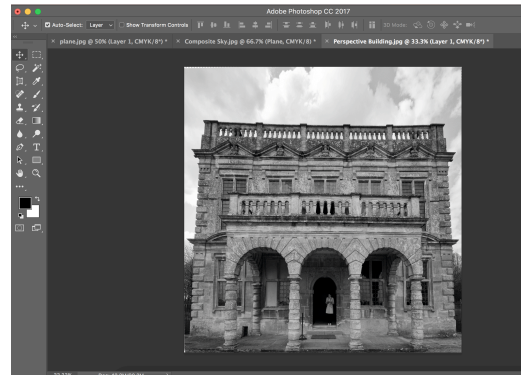 Adobe Photoshop CC 2017
Auto-Select: Layer Show Transform Controls 3D Mode:
× plane.jpg @ 50% (Layer 1, CMYK/8*) * × Composite Sky.jpg @ 66.7% (Plane, CMYK/8) * × Perspective Building.jpg @ 33.3% (Layer 1, CMYK/8*) *
T